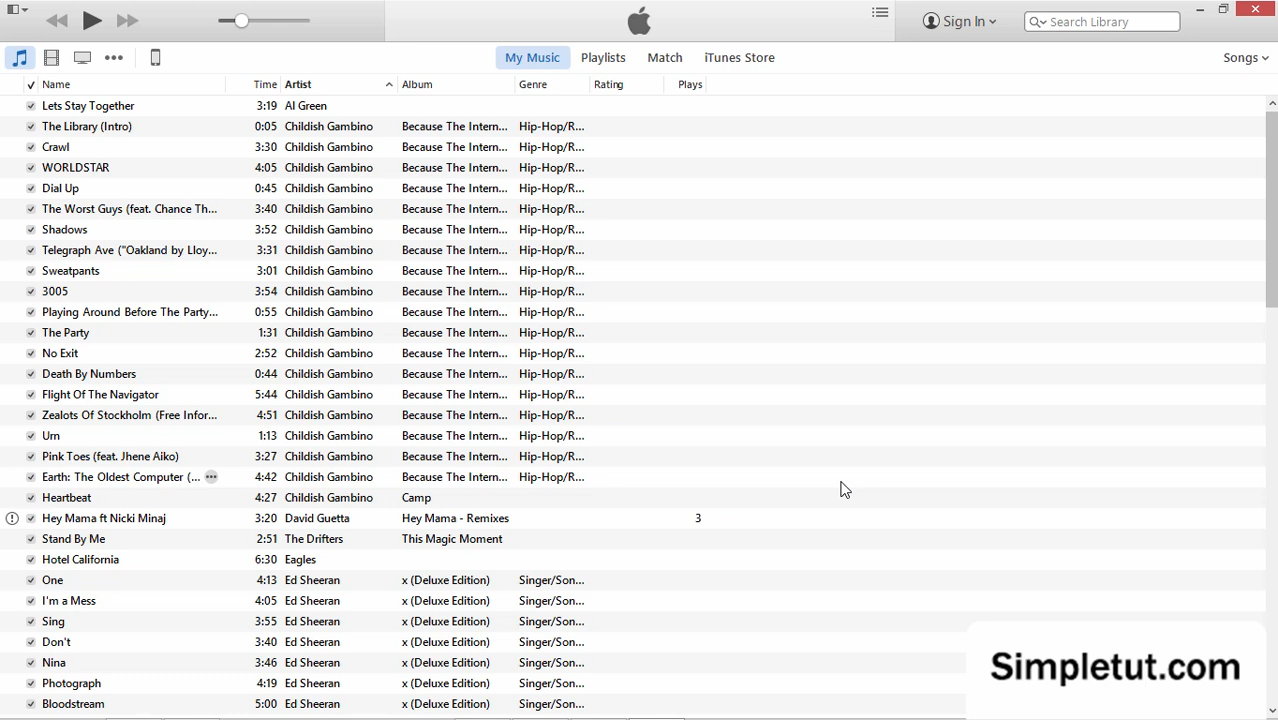 Sign In
Search Library
My Music Playlists Match iTunes Store Songs
Name Time Artist Album Genre Rating Plays
Lets Stay Together 3:19 Al Green
The Library (Intro) 0:05 Childish Gambino Because The Intern... Hip-Hop/R...
Crawl 3:30 Childish Gambino Because The Intern... Hip-Hop/R...
WORLDSTAR 4:05 Childish Gambino Because The Intern... Hip-Hop/R...
Dial Up 0:45 Childish Gambino Because The Intern... Hip-Hop/R...
The Worst Guys (feat. Chance Th... 3:40 Childish Gambino Because The Intern... Hip-Hop/R...
Shadows 3:52 Childish Gambino Because The Intern... Hip-Hop/R...
Telegraph Ave ("Oakland by Lloy... 3:31 Childish Gambino Because The Intern... Hip-Hop/R...
Sweatpants 3:01 Childish Gambino Because The Intern... Hip-Hop/R...
3005 3:54 Childish Gambino Because The Intern... Hip-Hop/R...
Playing Around Before The Party... 0:55 Childish Gambino Because The Intern... Hip-Hop/R...
The Party 1:31 Childish Gambino Because The Intern... Hip-Hop/R...
No Exit 2:52 Childish Gambino Because The Intern... Hip-Hop/R...
Death By Numbers 0:44 Childish Gambino Because The Intern... Hip-Hop/R...
Flight Of The Navigator 5:44 Childish Gambino Because The Intern... Hip-Hop/R...
Zealots Of Stockholm (Free Infor... 4:51 Childish Gambino Because The Intern... Hip-Hop/R...
Urn 1:13 Childish Gambino Because The Intern... Hip-Hop/R...
Pink Toes (feat. Jhene Aiko) 3:27 Childish Gambino Because The Intern... Hip-Hop/R...
Earth: The Oldest Computer (... 4:42 Childish Gambino Because The Intern... Hip-Hop/R...
Heartbeat 4:27 Childish Gambino Camp
Hey Mama ft Nicki Minaj 3:20 David Guetta Hey Mama - Remixes 3
Stand By Me 2:51 The Drifters This Magic Moment
Hotel California 6:30 Eagles
One 4:13 Ed Sheeran x (Deluxe Edition) Singer/Son...
I'm a Mess 4:05 Ed Sheeran x (Deluxe Edition) Singer/Son...
Sing 3:55 Ed Sheeran x (Deluxe Edition) Singer/Son...
Don't 3:40 Ed Sheeran x (Deluxe Edition) Singer/Son...
Nina 3:46 Ed Sheeran x (Deluxe Edition) Singer/Son...
Photograph 4:19 Ed Sheeran x (Deluxe Edition) Singer/Son...
Bloodstream 5:00 Ed Sheeran x (Deluxe Edition) Singer/Son...
Simpletut.com